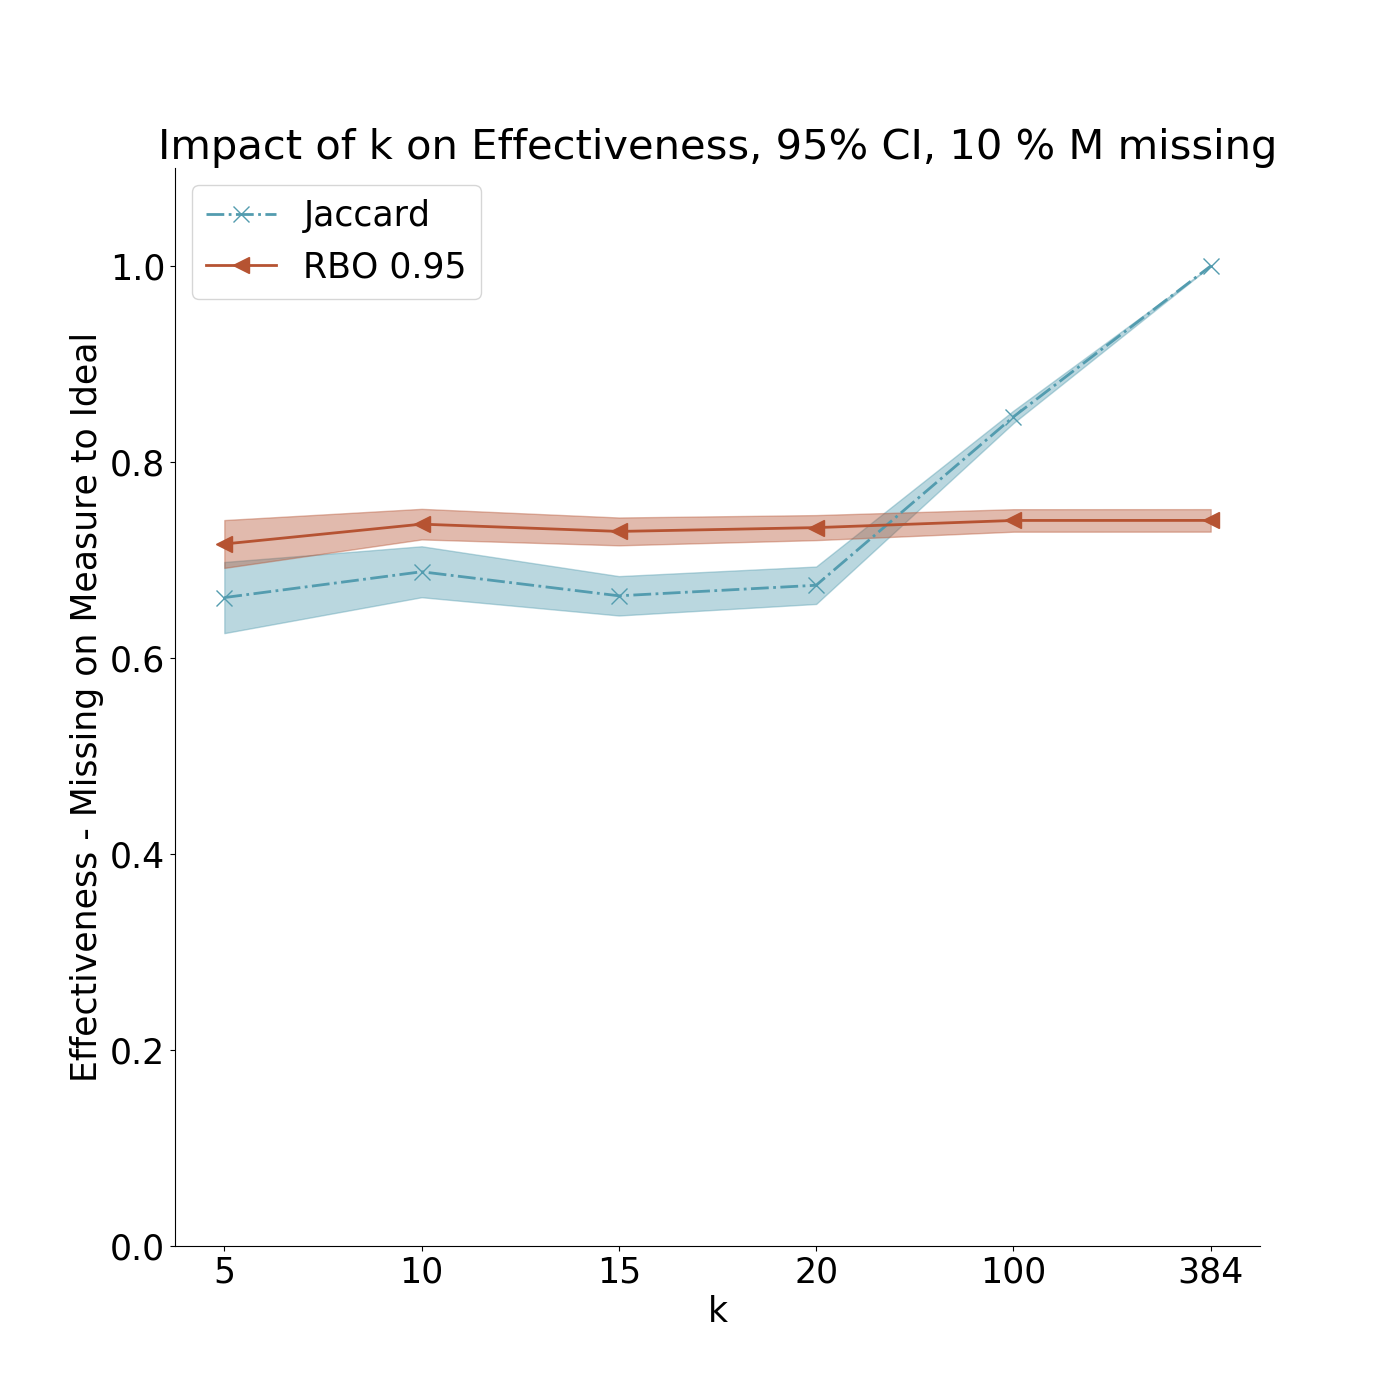 Impact of k on Effectiveness, 95% CI, 10 % M missing
Jaccard
RBO 0.95
Effectiveness - Missing on Measure to Ideal
1.0
0.8
0.6
0.4
0.2
0.0
5 10 15 20 100 384
k